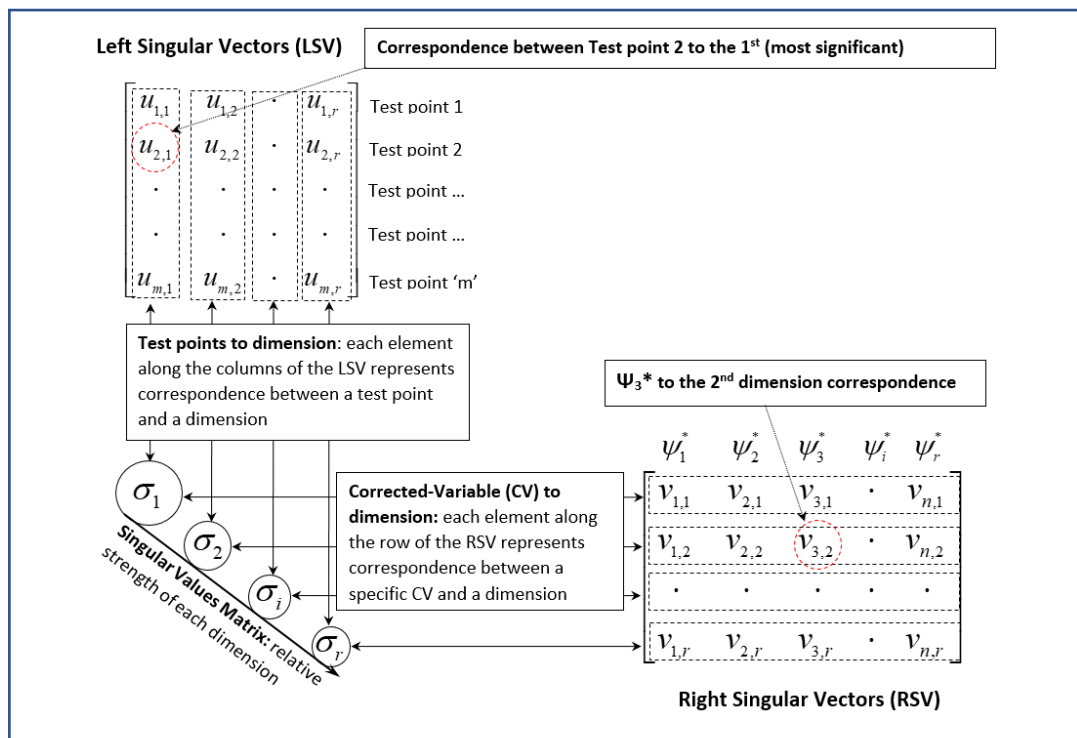 Left Singular Vectors (LSV)
Correspondence between Test point 2 to the 1st (most significant)
u1,1 u1,2 · u1,r Test point 1
u2,1 u2,2 · u2,r Test point 2
· · · · Test point ...
· · · · Test point ...
um,1 um,2 · um,r Test point ‘m’
Test points to dimension: each element
along the columns of the LSV represents
correspondence between a test point
and a dimension
Ψ3* to the 2nd dimension correspondence
σ1
σ2
σi
σr
Singular Values Matrix: relative
strength of each dimension
Corrected-Variable (CV) to
dimension: each element along
the row of the RSV represents
correspondence between a
specific CV and a dimension
ψ1* ψ2* ψ3* ψi* ψr*
v1,1 v2,1 v3,1 · vn,1
v1,2 v2,2 v3,2 · vn,2
· · · · ·
v1,r v2,r v3,r · vn,r
Right Singular Vectors (RSV)